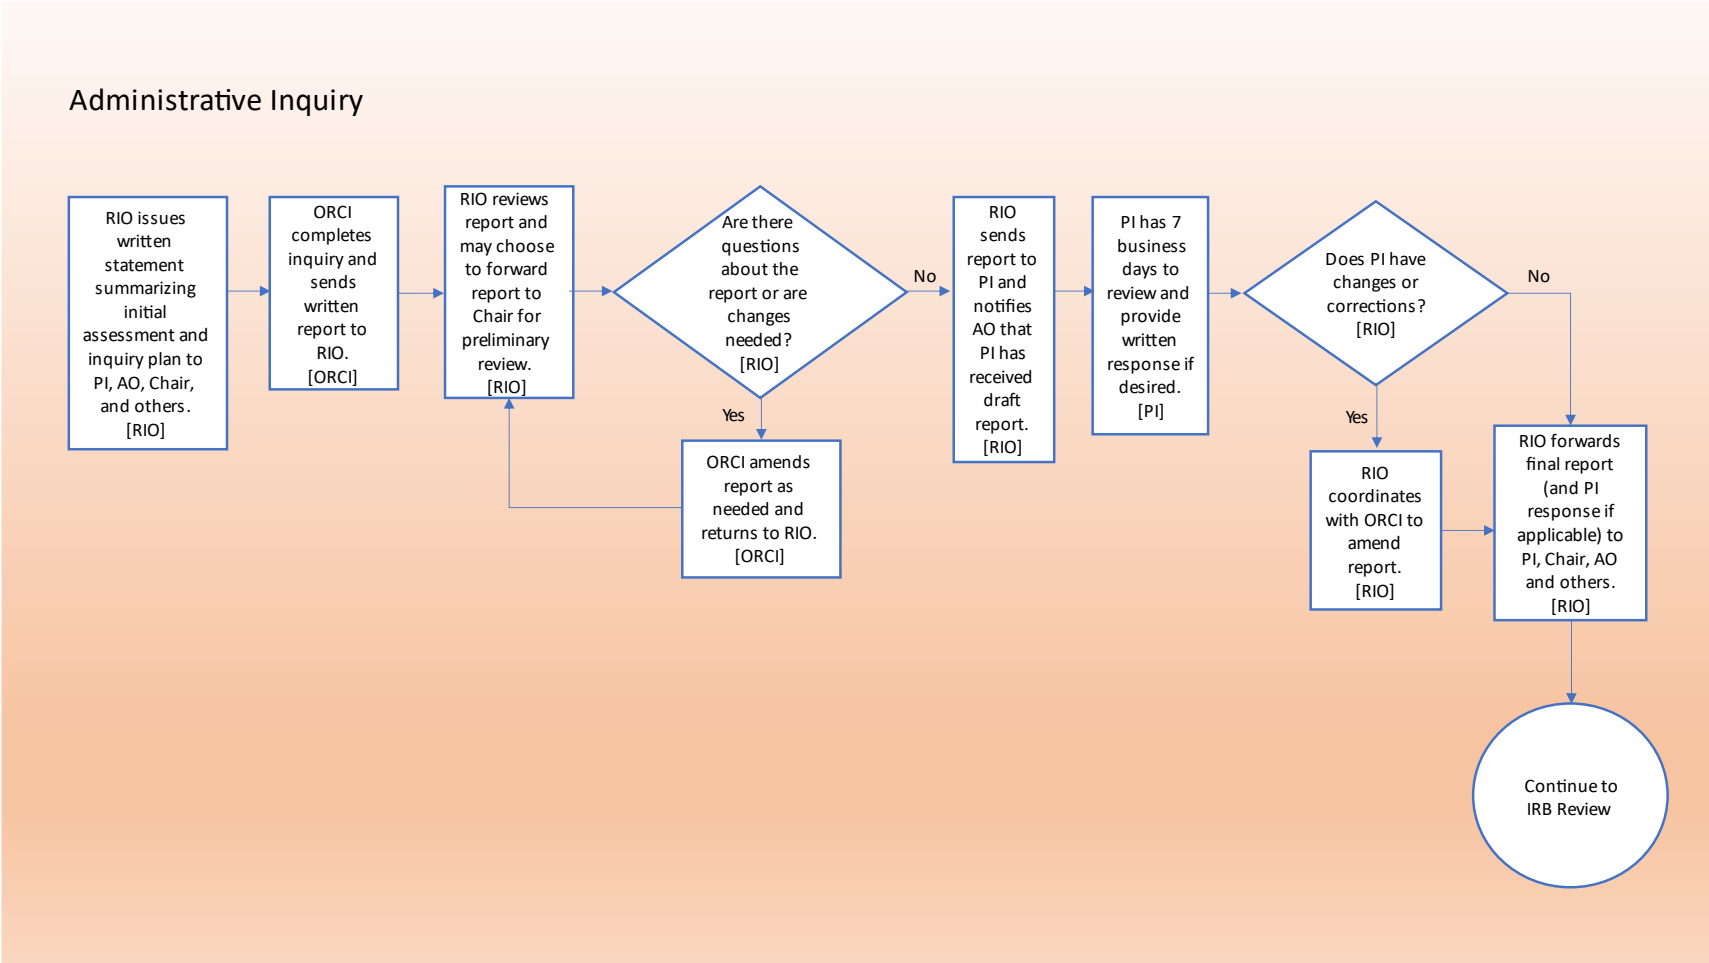 Administrative Inquiry
RIO issues
written
statement
summarizing
initial
assessment and
inquiry plan to
PI, AO, Chair,
and others.
[RIO]
ORCI
completes
inquiry and
sends
written
report to
RIO.
[ORCI]
RIO reviews
report and
may choose
to forward
report to
Chair for
preliminary
review.
[RIO]
Are there
questions
about the
report or are
changes
needed?
[RIO]
No
Yes
ORCI amends
report as
needed and
returns to RIO.
[ORCI]
RIO
sends
report to
PI and
notifies
AO that
PI has
received
draft
report.
[RIO]
PI has 7
business
days to
review and
provide
written
response if
desired.
[PI]
Does PI have
changes or
corrections?
[RIO]
No
Yes
RIO
coordinates
with ORCI to
amend
report.
[RIO]
RIO forwards
final report
(and PI
response if
applicable) to
PI, Chair, AO
and others.
[RIO]
Continue to
IRB Review